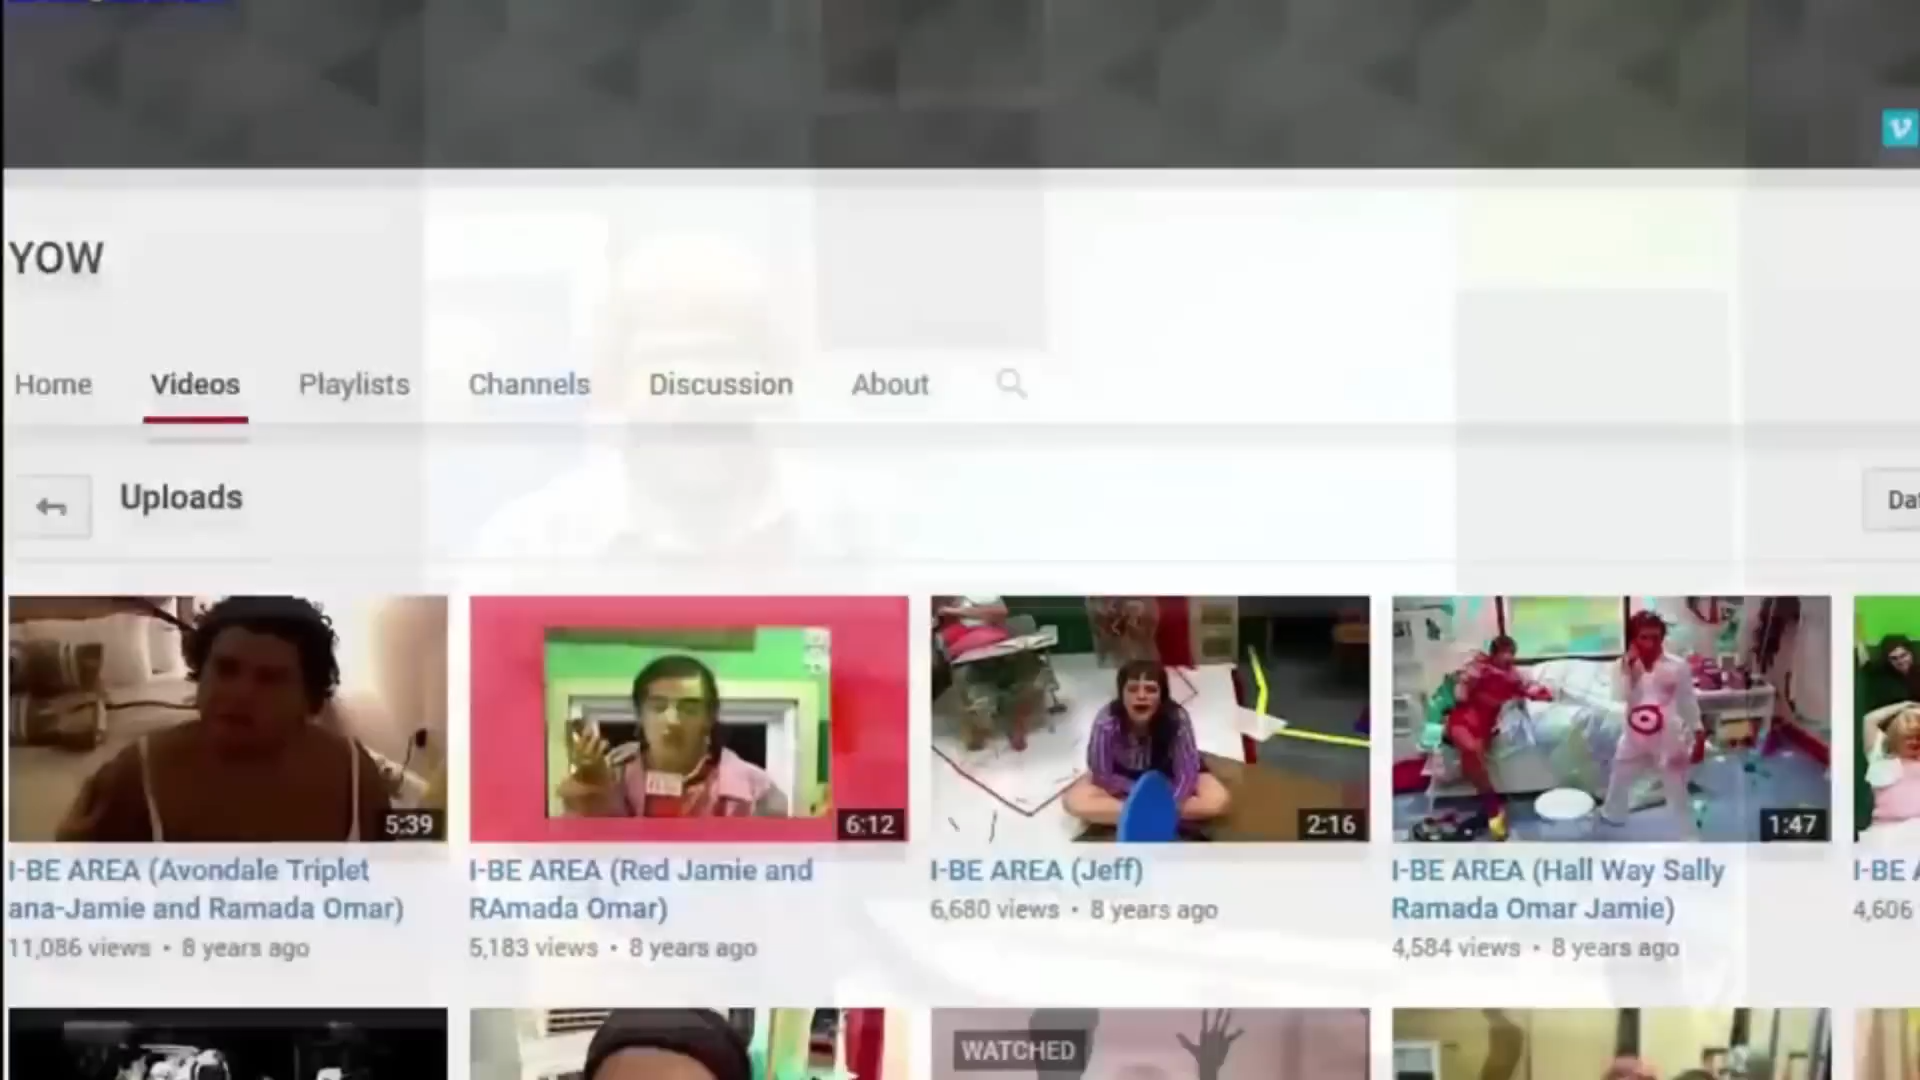 YOW
Home Videos Playlists Channels Discussion About
Uploads
5:39 6:12 2:16 1:47
I-BE AREA (Avondale Triplet
ana-Jamie and Ramada Omar)
11,086 views • 8 years ago
I-BE AREA (Red Jamie and
RAmada Omar)
5,183 views • 8 years ago
I-BE AREA (Jeff)
6,680 views • 8 years ago
I-BE AREA (Hall Way Sally
Ramada Omar Jamie)
4,584 views • 8 years ago
I-BE
4,606
WATCHED